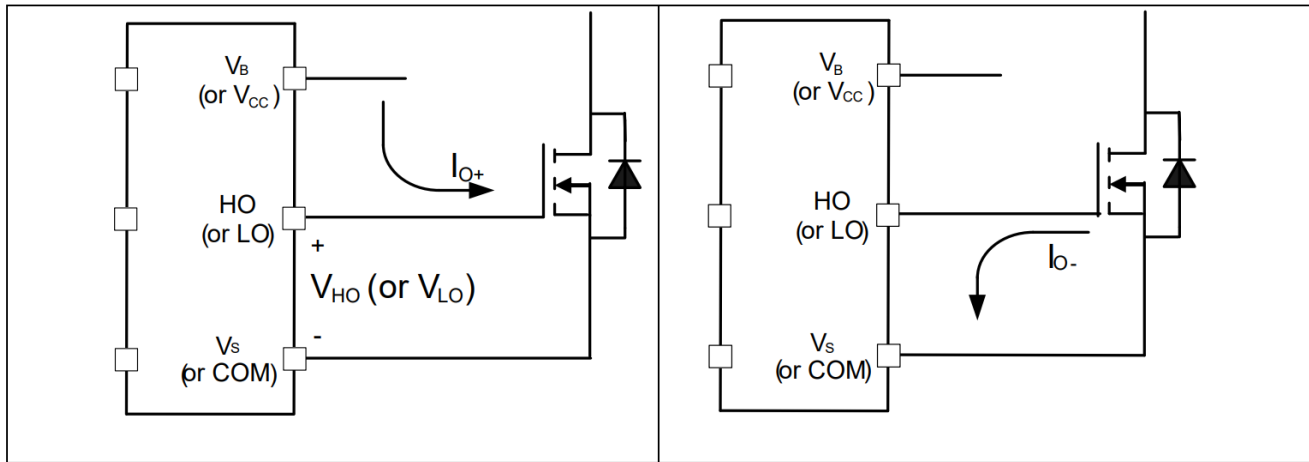 VB
(or VCC)
IO+
HO
(or LO)
+
VHO (or VLO)
-
VS
(or COM)
VB
(or VCC)
HO
(or LO)
IO-
VS
(or COM)